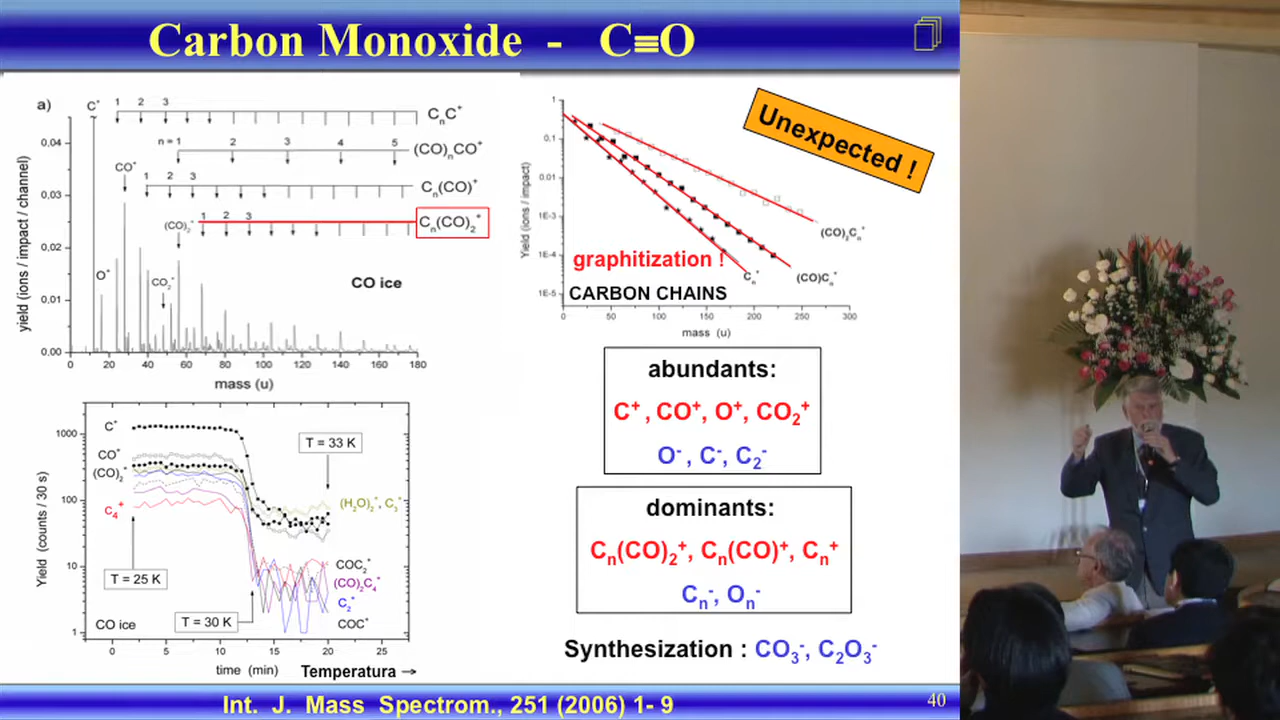 Carbon Monoxide - C≡O
a)
C⁺
1 2 3
CₙC⁺
n = 1 2 3 4 5
(CO)ₙCO⁺
CO⁺
1 2 3
Cₙ(CO)⁺
(CO)₂⁺
1 2 3
Cₙ(CO)₂⁺
O⁺
CO₂⁺
CO ice
0.04
0.03
0.02
0.01
0.00
yield (ions / impact / channel)
0 20 40 60 80 100 120 140 160 180
mass (u)
Unexpected !
1
0.1
0.01
1E-3
1E-4
1E-5
Yield (ions / impact)
(CO)₂Cₙ⁺
graphitization !
Cₙ⁺
(CO)Cₙ⁺
CARBON CHAINS
0 50 100 150 200 250 300
mass (u)
abundants:
C⁺ , CO⁺, O⁺, CO₂⁺
O⁻ , C⁻, C₂⁻
dominants:
Cₙ(CO)₂⁺, Cₙ(CO)⁺, Cₙ⁺
Cₙ⁻, Oₙ⁻
Synthesization : CO₃⁻, C₂O₃⁻
1000
100
10
1
Yield (counts / 30 s)
C⁺
CO⁺
(CO)₂⁺
C₄⁺
T = 33 K
(H₂O)₂⁺, C₃⁺
T = 25 K
T = 30 K
COC₂⁺
(CO)₂C₄⁺
C₂⁺
COC⁺
CO ice
0 5 10 15 20 25
time (min)
Temperatura →
Int. J. Mass Spectrom., 251 (2006) 1- 9
40